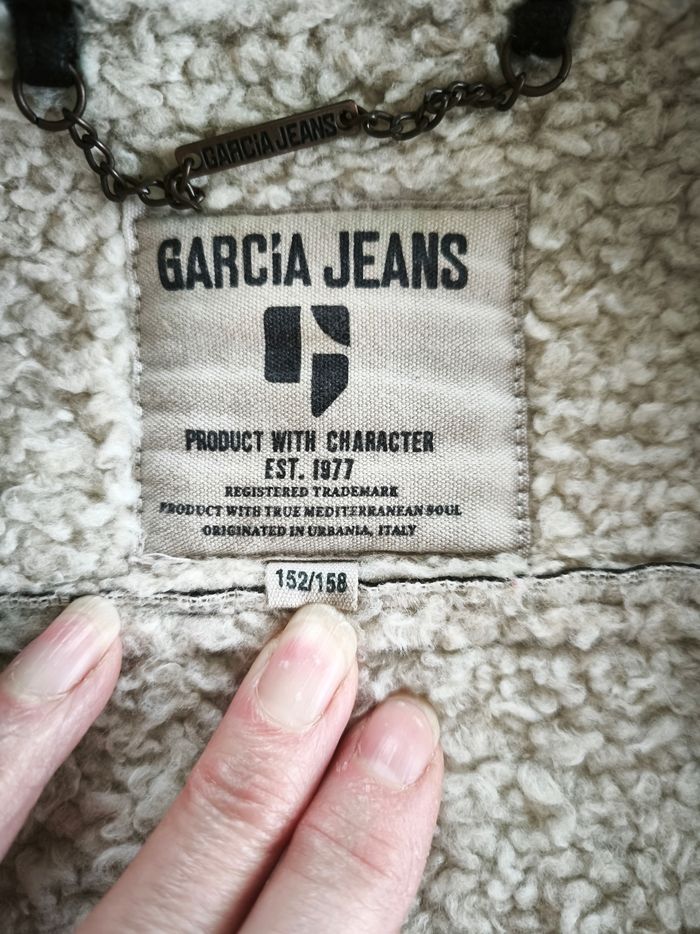 GARCIA JEANS
GARCiA JEANS
PRODUCT WITH CHARACTER
EST. 1977
REGISTERED TRADEMARK
PRODUCT WITH TRUE MEDITERRANEAN SOUL
ORIGINATED IN URBANIA, ITALY
152/158